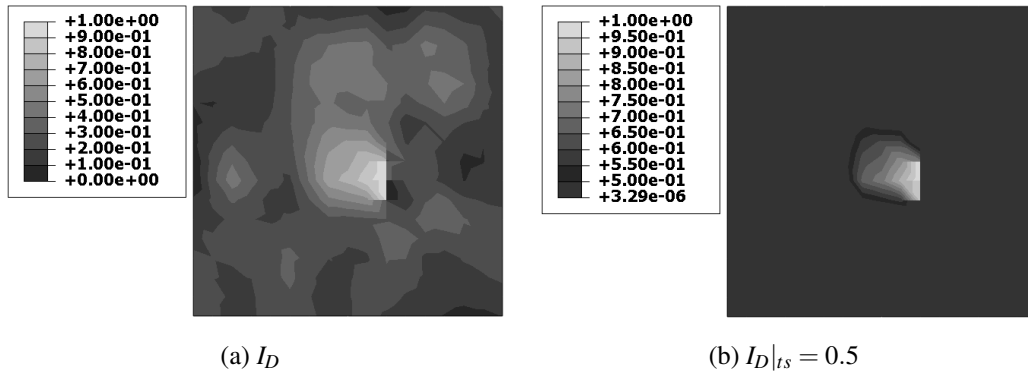 +1.00e+00
+9.00e-01
+8.00e-01
+7.00e-01
+6.00e-01
+5.00e-01
+4.00e-01
+3.00e-01
+2.00e-01
+1.00e-01
+0.00e+00
(a) I_D
+1.00e+00
+9.50e-01
+9.00e-01
+8.50e-01
+8.00e-01
+7.50e-01
+7.00e-01
+6.50e-01
+6.00e-01
+5.50e-01
+5.00e-01
+3.29e-06
(b) I_D|_{ts} = 0.5